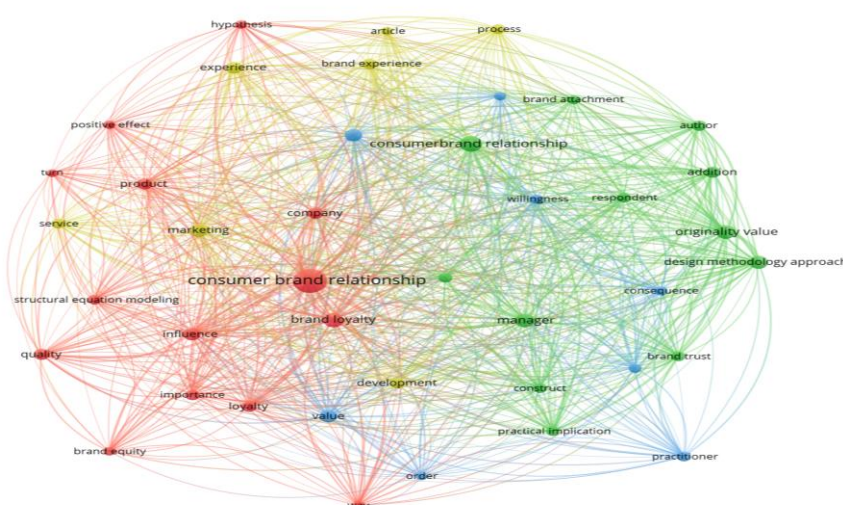 hypothesis
article
process
experience
brand experience
brand attachment
positive effect
author
consumerbrand relationship
turn
product
addition
willingness
respondent
company
service
marketing
originality value
design methodology approach
consumer brand relationship
consequence
structural equation modeling
brand loyalty
manager
influence
quality
brand trust
development
construct
importance
loyalty
value
practical implication
brand equity
practitioner
order